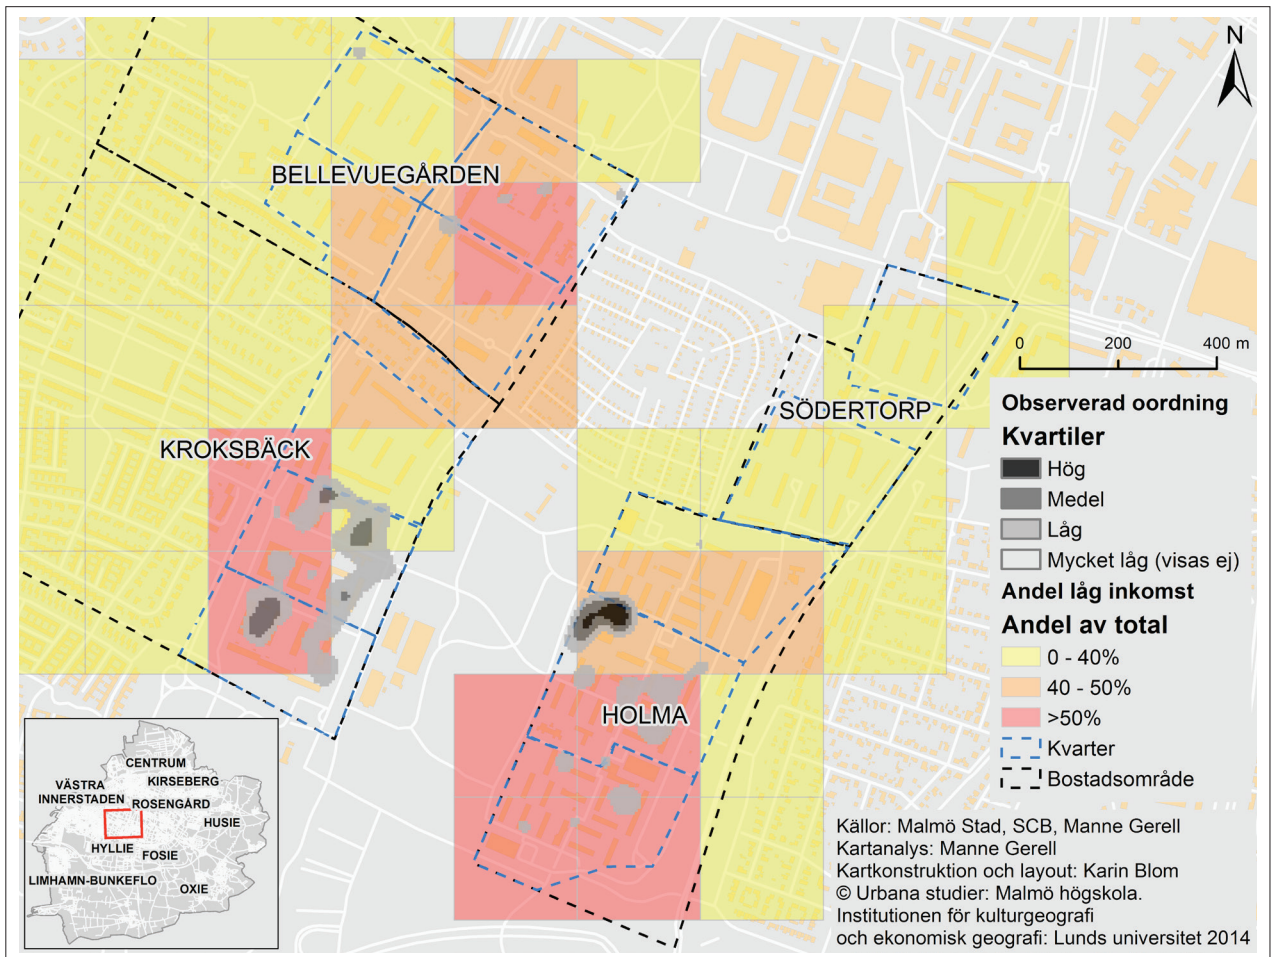 N
BELLEVUEGÅRDEN
0 200 400 m
SÖDERTORP
KROKSBÄCK
HOLMA
Observerad oordning
Kvartiler
Hög
Medel
Låg
Mycket låg (visas ej)
Andel låg inkomst
Andel av total
0 - 40%
40 - 50%
>50%
Kvarter
Bostadsområde
CENTRUM
KIRSEBERG
VÄSTRA
INNERSTADEN
ROSENGÅRD
HUSIE
HYLLIE
FOSIE
LIMHAMN-BUNKEFLO
OXIE
Källor: Malmö Stad, SCB, Manne Gerell
Kartanalys: Manne Gerell
Kartkonstruktion och layout: Karin Blom
© Urbana studier: Malmö högskola.
Institutionen för kulturgeografi
och ekonomisk geografi: Lunds universitet 2014